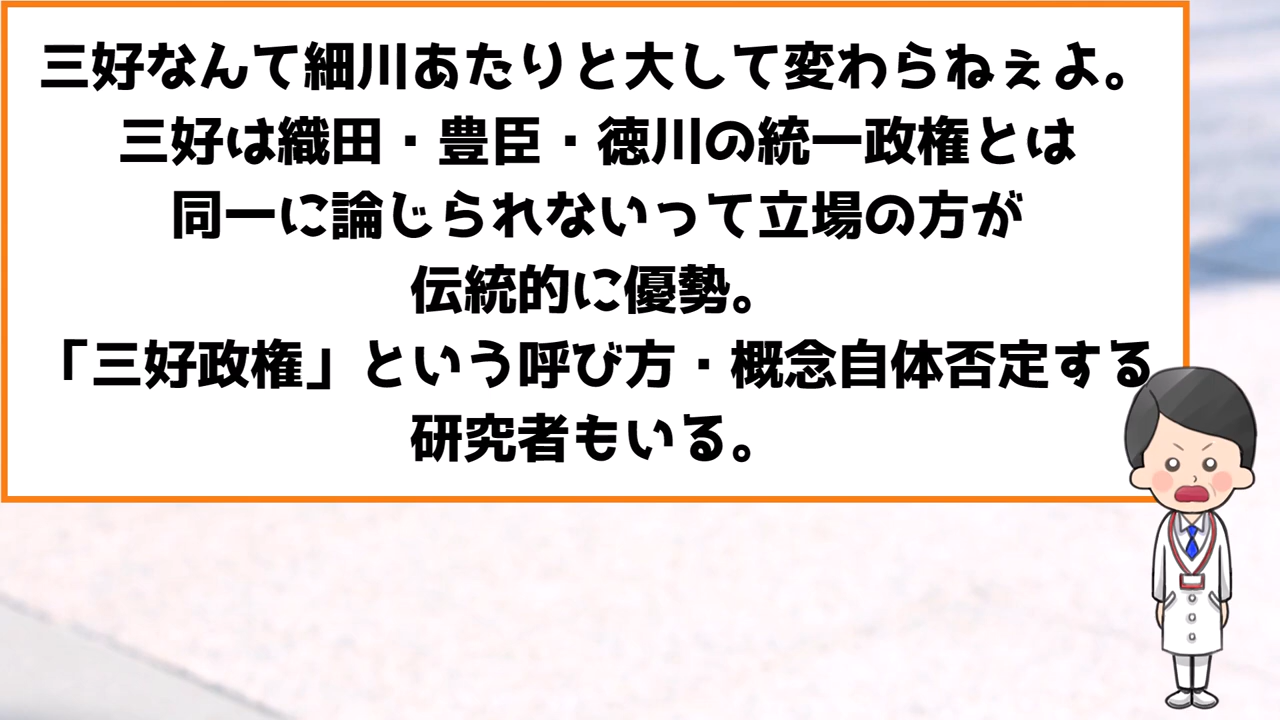 三好なんて細川あたりと大して変わらねぇよ。
三好は織田・豊臣・徳川の統一政権とは
同一に論じられないって立場の方が
伝統的に優勢。
「三好政権」という呼び方・概念自体否定する
研究者もいる。